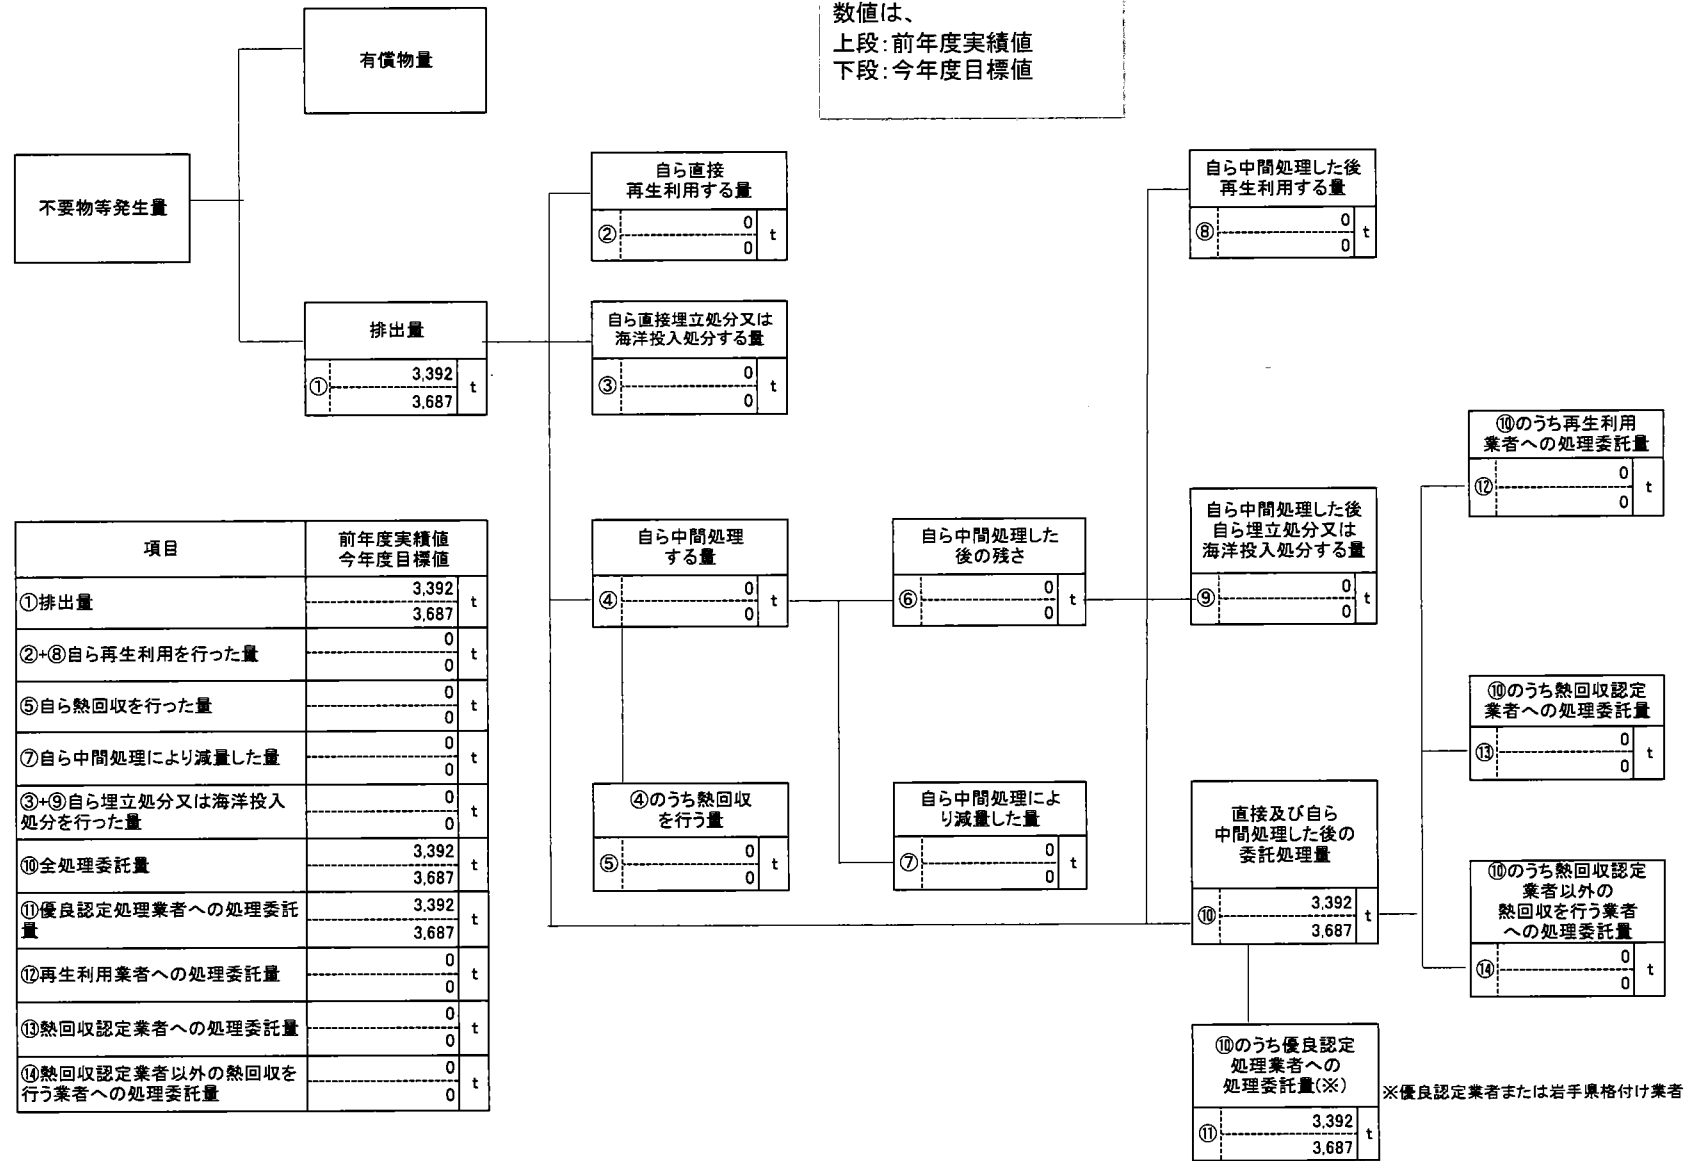 数値は、
上段：前年度実績値
下段：今年度目標値
有償物量
不要物等発生量
排出量
① 3,392 t
3,687
自ら直接
再生利用する量
② 0 t
0
自ら直接埋立処分又は
海洋投入処分する量
③ 0 t
0
自ら中間処理した後
再生利用する量
⑧ 0 t
0
自ら中間処理
する量
④ 0 t
0
自ら中間処理した
後の残さ
⑥ 0 t
0
自ら中間処理した後
自ら埋立処分又は
海洋投入処分する量
⑨ 0 t
0
④のうち熱回収
を行う量
⑤ 0 t
0
自ら中間処理によ
り減量した量
⑦ 0 t
0
直接及び自ら
中間処理した後の
委託処理量
⑩ 3,392 t
3,687
⑩のうち優良認定
処理業者への
処理委託量(※)
⑪ 3,392 t
3,687
※優良認定業者または岩手県格付け業者
⑩のうち再生利用
業者への処理委託量
⑫ 0 t
0
⑩のうち熱回収認定
業者への処理委託量
⑬ 0 t
0
⑩のうち熱回収認定
業者以外の
熱回収を行う業者
への処理委託量
⑭ 0 t
0
項目 前年度実績値
今年度目標値
①排出量 3,392 t
3,687
②+⑧自ら再生利用を行った量 0 t
0
⑤自ら熱回収を行った量 0 t
0
⑦自ら中間処理により減量した量 0 t
0
③+⑨自ら埋立処分又は海洋投入 0 t
処分を行った量 0
⑩全処理委託量 3,392 t
3,687
⑪優良認定処理業者への処理委託 3,392 t
量 3,687
⑫再生利用業者への処理委託量 0 t
0
⑬熱回収認定業者への処理委託量 0 t
0
⑭熱回収認定業者以外の熱回収を 0 t
行う業者への処理委託量 0